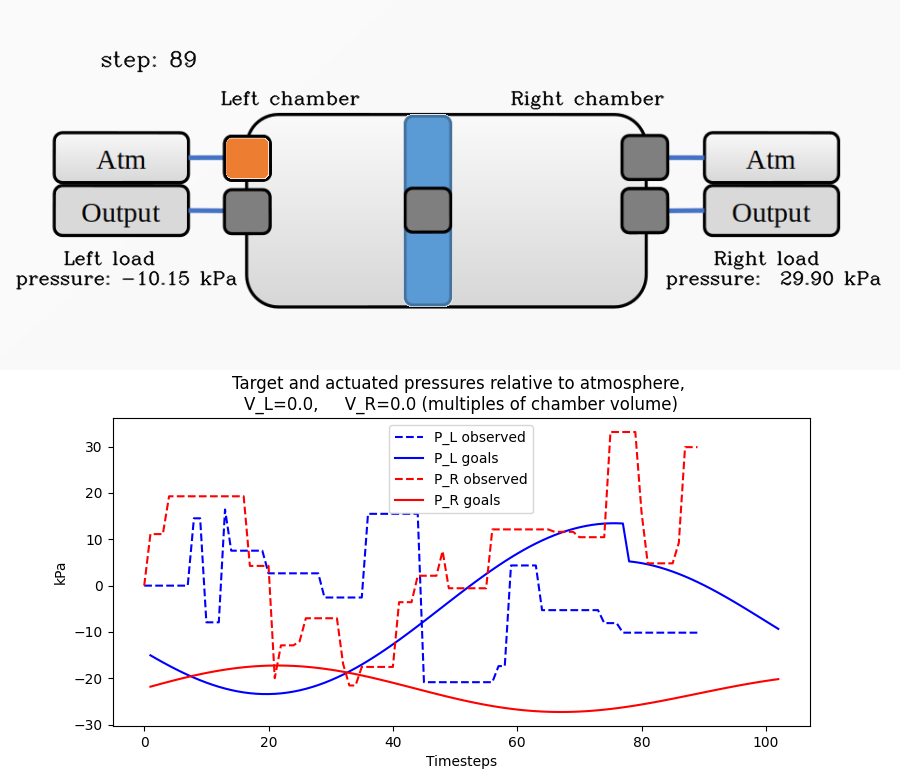 step: 89
Left chamber
Right chamber
Atm
Atm
Output
Output
Left load
pressure: −10.15 kPa
Right load
pressure: 29.90 kPa
Target and actuated pressures relative to atmosphere,
V_L=0.0, V_R=0.0 (multiples of chamber volume)
P_L observed
P_L goals
P_R observed
P_R goals
kPa
30
20
10
0
−10
−20
−30
0 20 40 60 80 100
Timesteps